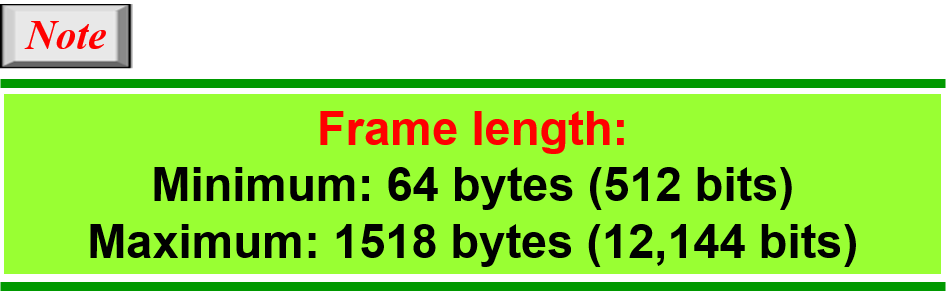 Note
Frame length:
Minimum: 64 bytes (512 bits)
Maximum: 1518 bytes (12,144 bits)